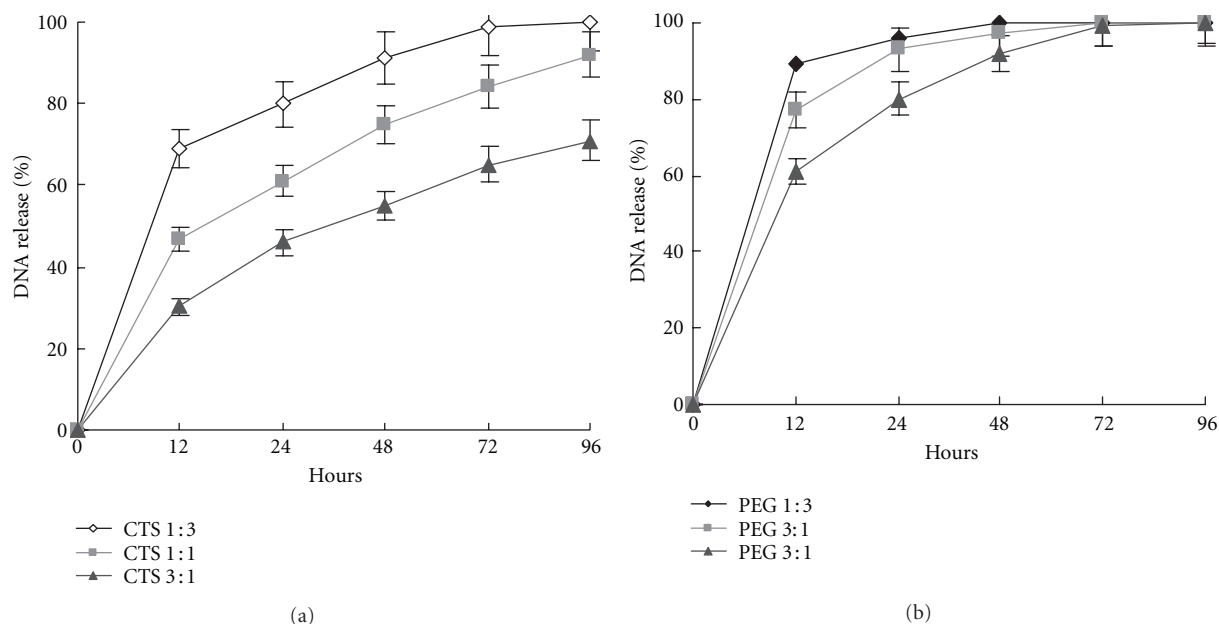 (a)
100
80
60
40
20
0
DNA release (%)
0 12 24 48 72 96
Hours
CTS 1:3
CTS 1:1
CTS 3:1
(a)
(b)
100
80
60
40
20
0
DNA release (%)
0 12 24 48 72 96
Hours
PEG 1:3
PEG 3:1
PEG 3:1
(b)